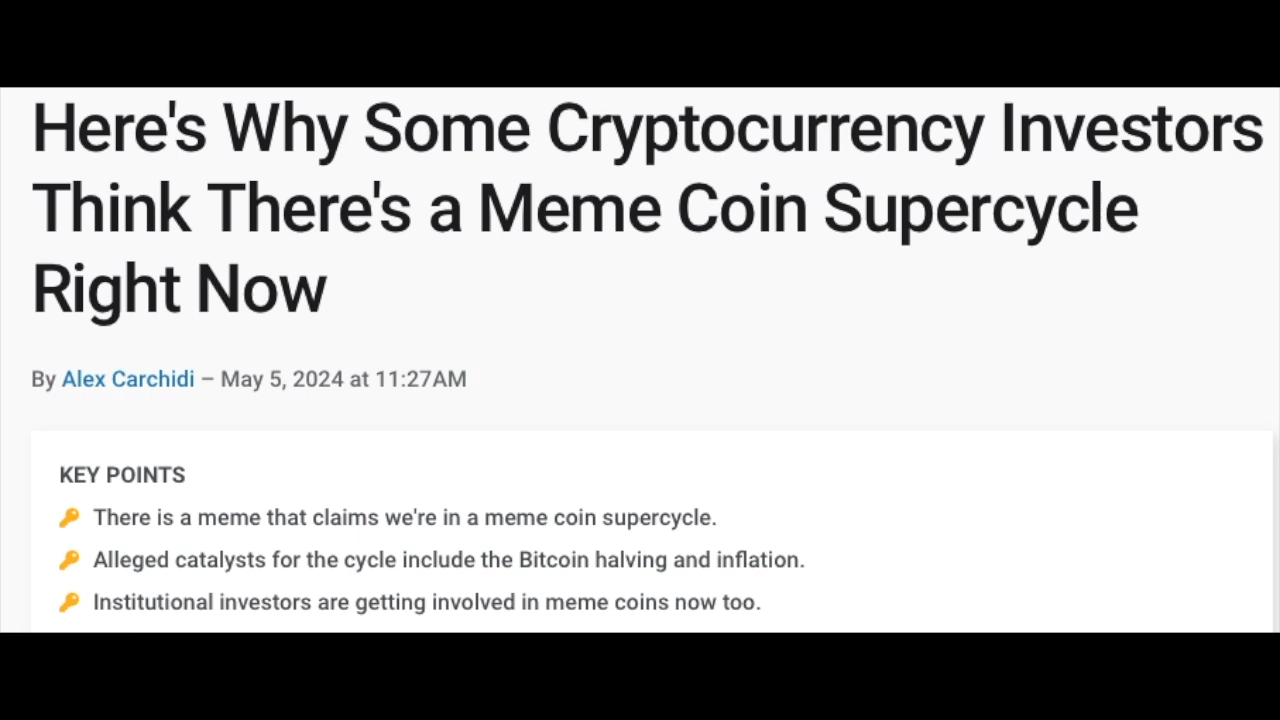 Here's Why Some Cryptocurrency Investors
Think There's a Meme Coin Supercycle
Right Now
By Alex Carchidi – May 5, 2024 at 11:27AM
KEY POINTS
There is a meme that claims we're in a meme coin supercycle.
Alleged catalysts for the cycle include the Bitcoin halving and inflation.
Institutional investors are getting involved in meme coins now too.